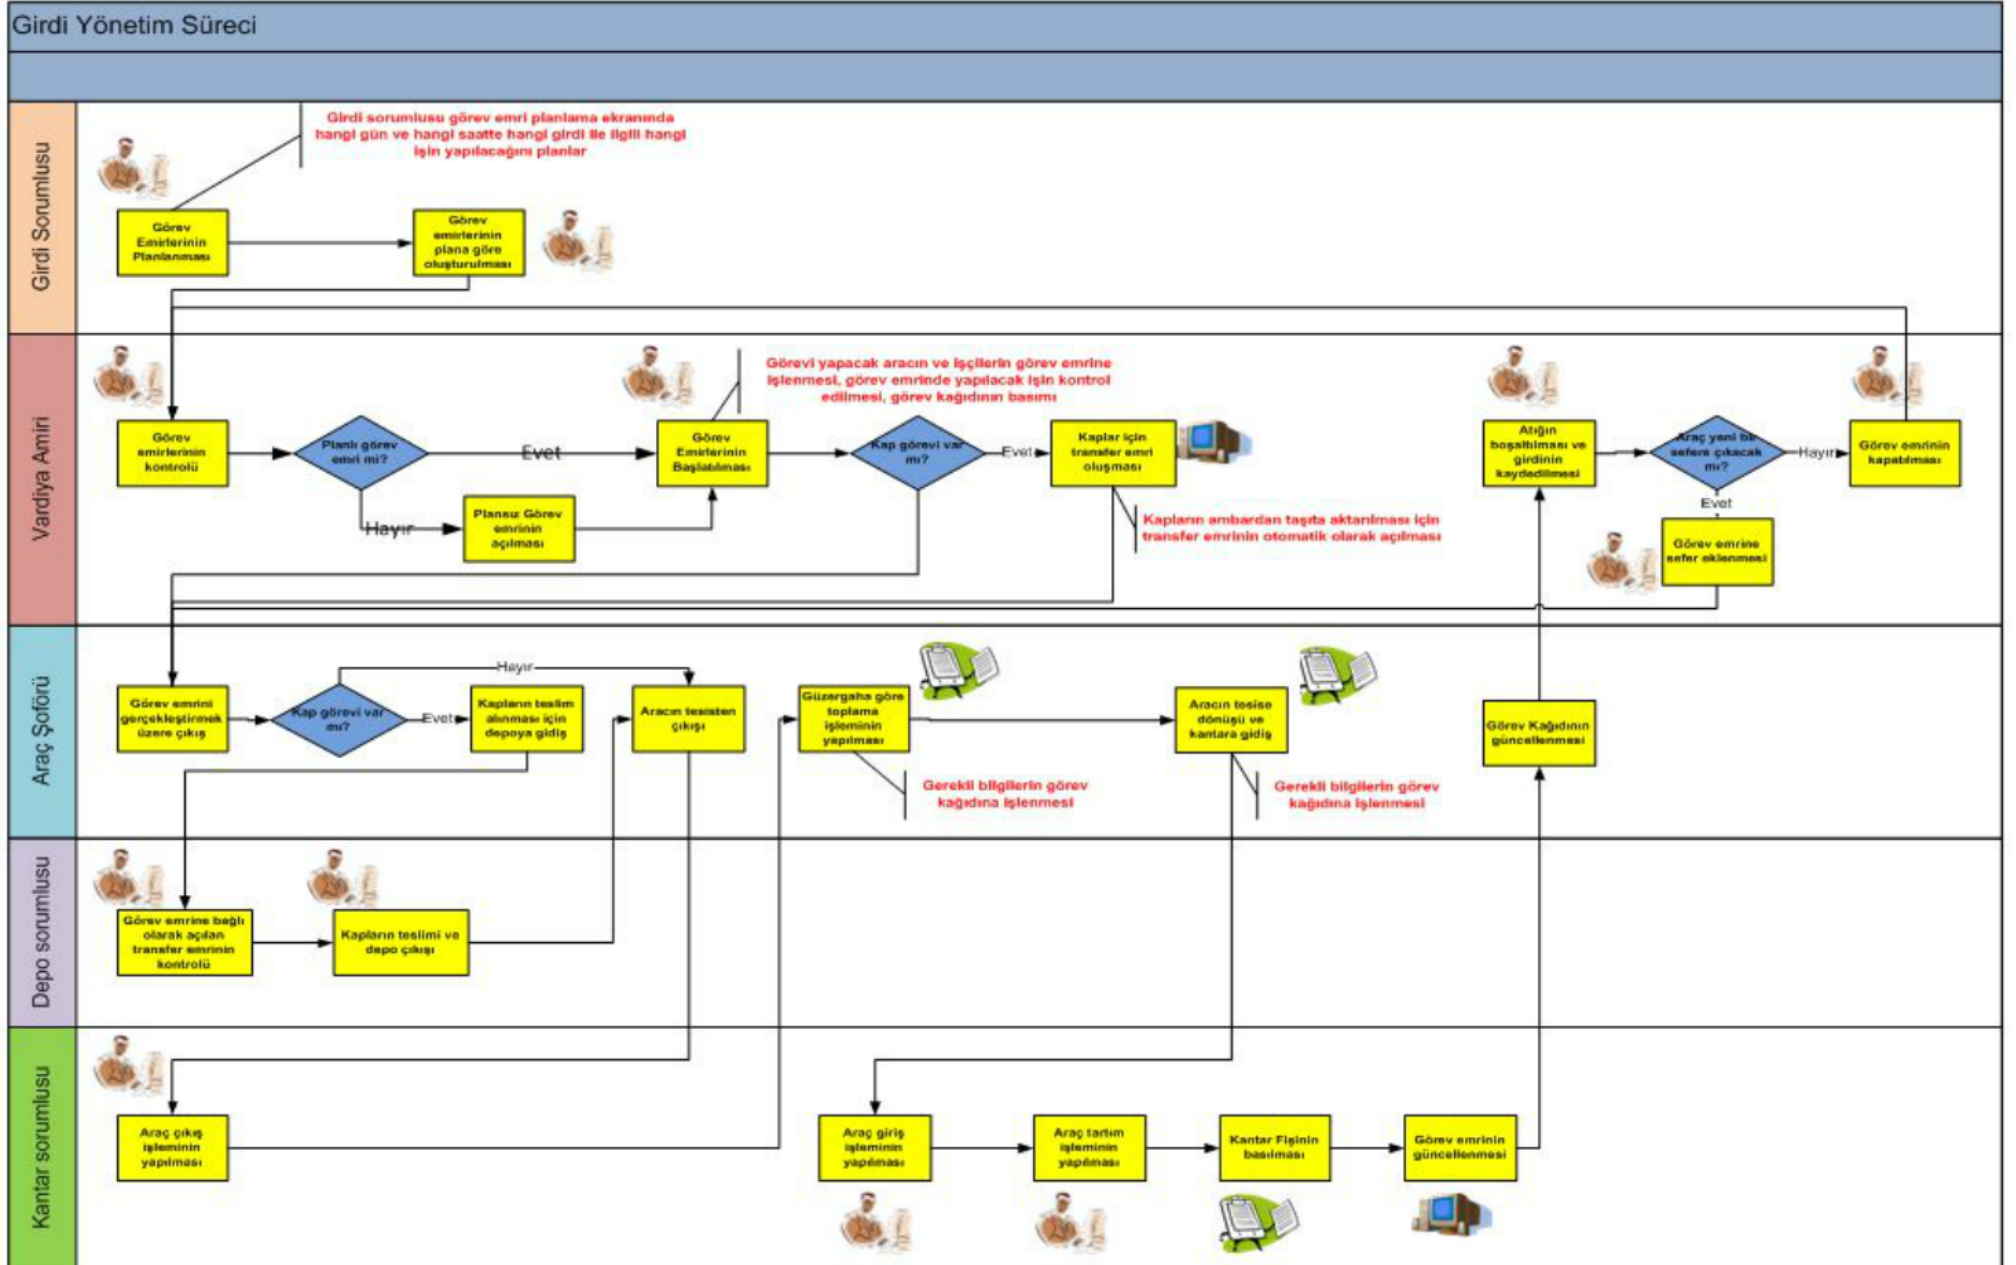 Girdi Yönetim Süreci
Girdi Sorumlusu
Girdi sorumlusu görev emri planlama ekranında
hangi gün ve hangi saatte hangi girdi ile ilgili hangi
işin yapılacağını planlar
Görev
Emirlerinin
Planlanması
Görev
emirlerinin
plana göre
oluşturulması
Vardiya Amiri
Görev
emirlerinin
kontrolü
Planlı görev
emri mi?
Evet
Hayır
Plansız Görev
emrinin
açılması
Görev
Emirlerinin
Başlatılması
Görevi yapacak aracın ve işçilerin görev emrine
işlenmesi, görev emrinde yapılacak işin kontrol
edilmesi, görev kağıdının basımı
Kap görevi var
mı?
Evet
Kaplar için
transfer emri
oluşması
Kapların ambardan taşıta aktarılması için
transfer emrinin otomatik olarak açılması
Atığın
boşaltılması ve
girdinin
kaydedilmesi
Araç yeni bir
sefere çıkacak
mı?
Hayır
Evet
Görev emrinin
kapatılması
Görev emrine
sefer eklenmesi
Araç Şoförü
Görev emrini
gerçekleştirmek
üzere çıkış
Kap görevi var
mı?
Hayır
Evet
Kapların teslim
alınması için
depoya gidiş
Aracın tesisten
çıkışı
Güzergaha göre
toplama
işleminin
yapılması
Gerekli bilgilerin görev
kağıdına işlenmesi
Aracın tesise
dönüşü ve
kantara gidiş
Gerekli bilgilerin görev
kağıdına işlenmesi
Görev Kağıdının
güncellenmesi
Depo sorumlusu
Görev emrine bağlı
olarak açılan
transfer emrinin
kontrolü
Kapların teslimi ve
depo çıkışı
Kantar sorumlusu
Araç çıkış
işleminin
yapılması
Araç giriş
işleminin
yapılması
Araç tartım
işleminin
yapılması
Kantar Fişinin
basılması
Görev emrinin
güncellenmesi